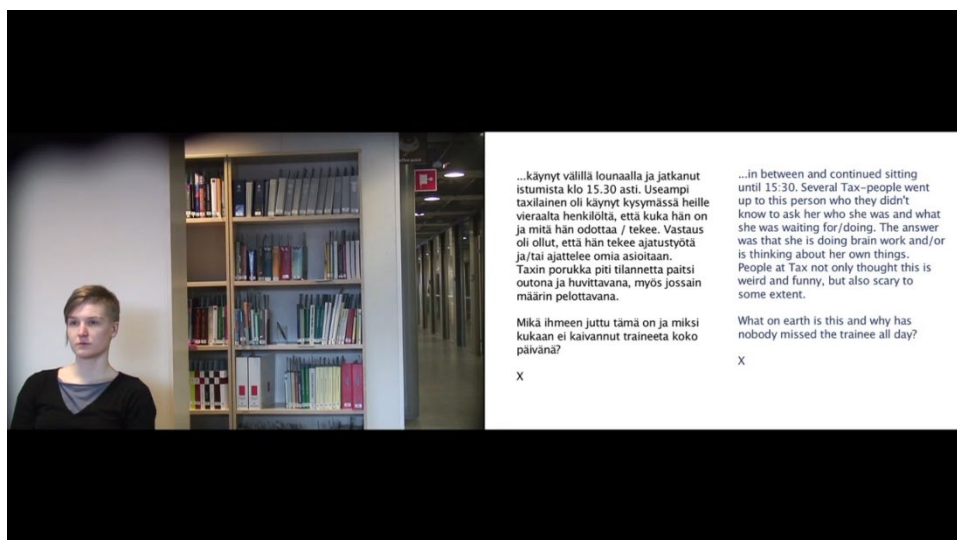 ...käynyt välillä lounaalla ja jatkanut
istumista klo 15.30 asti. Useampi
taxilainen oli käynyt kysymässä heille
vieraalta henkilöltä, että kuka hän on
ja mitä hän odottaa / tekee. Vastaus
oli ollut, että hän tekee ajatustyötä
ja/tai ajattelee omia asioitaan.
Taxin porukka piti tilannetta paitsi
outona ja huvittavana, myös jossain
määrin pelottavana.
Mikä ihmeen juttu tämä on ja miksi
kukaan ei kaivannut traineeta koko
päivänä?
X
...in between and continued sitting
until 15:30. Several Tax-people went
up to this person who they didn't
know to ask her who she was and what
she was waiting for/doing. The answer
was that she is doing brain work and/or
is thinking about her own things.
People at Tax not only thought this is
weird and funny, but also scary to
some extent.
What on earth is this and why has
nobody missed the trainee all day?
X